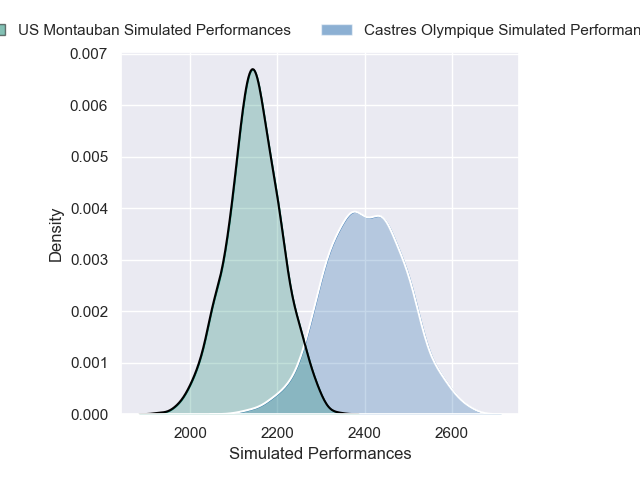 US Montauban Simulated Performances Castres Olympique Simulated Performan
0.007
0.006
0.005
0.004
0.003
0.002
0.001
0.000
Density
2000 2200 2400 2600
Simulated Performances